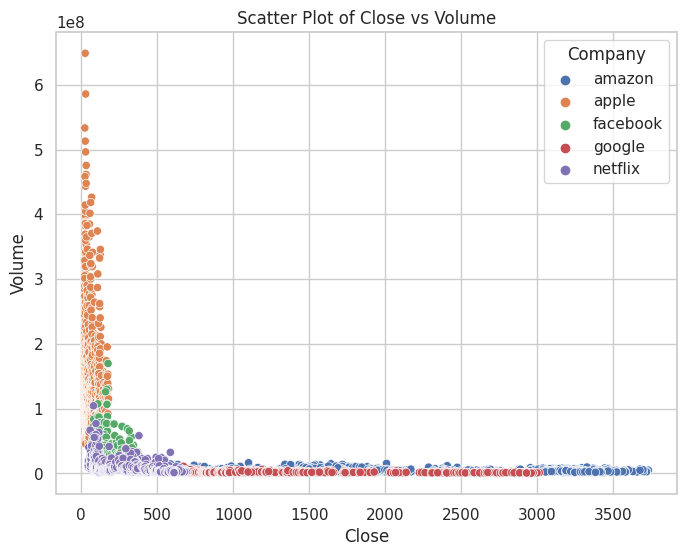 Scatter Plot of Close vs Volume
1e8
Company
amazon
apple
facebook
google
netflix
6
5
4
3
2
1
0
Volume
0 500 1000 1500 2000 2500 3000 3500
Close